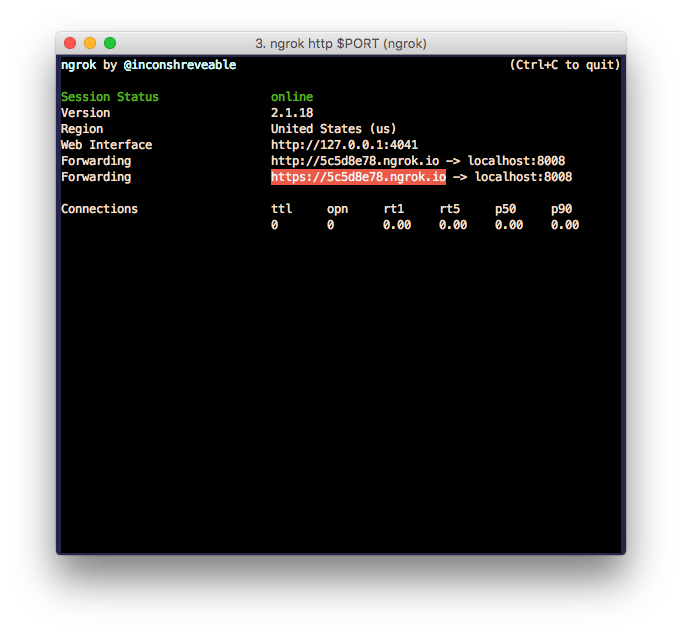 3. ngrok http $PORT (ngrok)
ngrok by @inconshreveable (Ctrl+C to quit)
Session Status online
Version 2.1.18
Region United States (us)
Web Interface http://127.0.0.1:4041
Forwarding http://5c5d8e78.ngrok.io -> localhost:8008
Forwarding https://5c5d8e78.ngrok.io -> localhost:8008
Connections ttl opn rt1 rt5 p50 p90
0 0 0.00 0.00 0.00 0.00